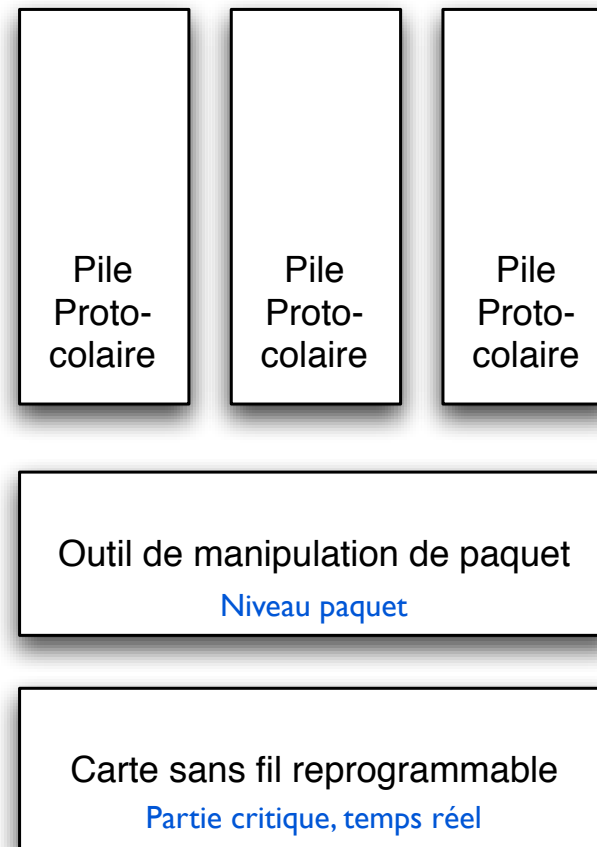 Pile
Proto-
colaire
Pile
Proto-
colaire
Pile
Proto-
colaire
Outil de manipulation de paquet
Niveau paquet
Carte sans fil reprogrammable
Partie critique, temps réel